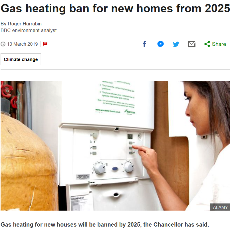 Gas heating ban for new homes from 2025
By Roger Harrabin
BBC environment analyst
13 March 2019
Share
Climate change
ALAMY
Gas heating for new houses will be banned by 2025, the Chancellor has said.